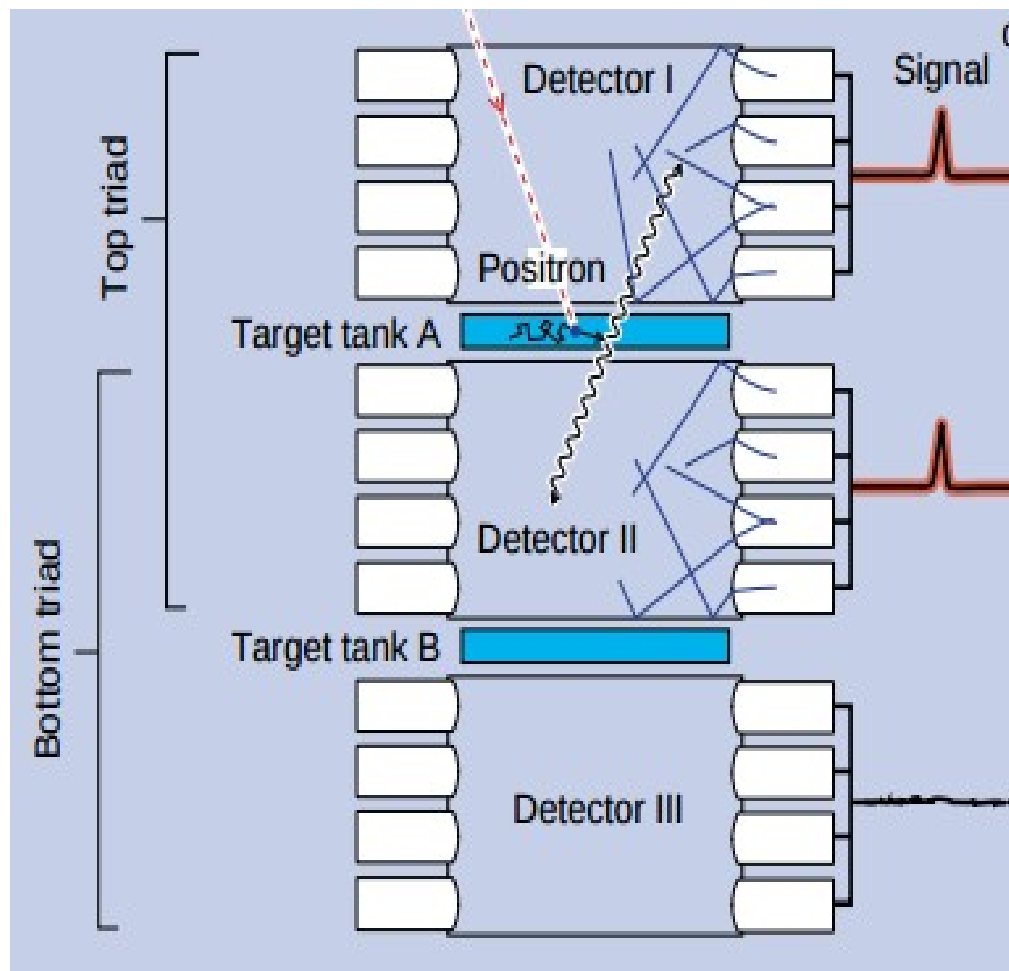 Signal
Detector I
Top triad
Positron
Target tank A
Detector II
Bottom triad
Target tank B
Detector III